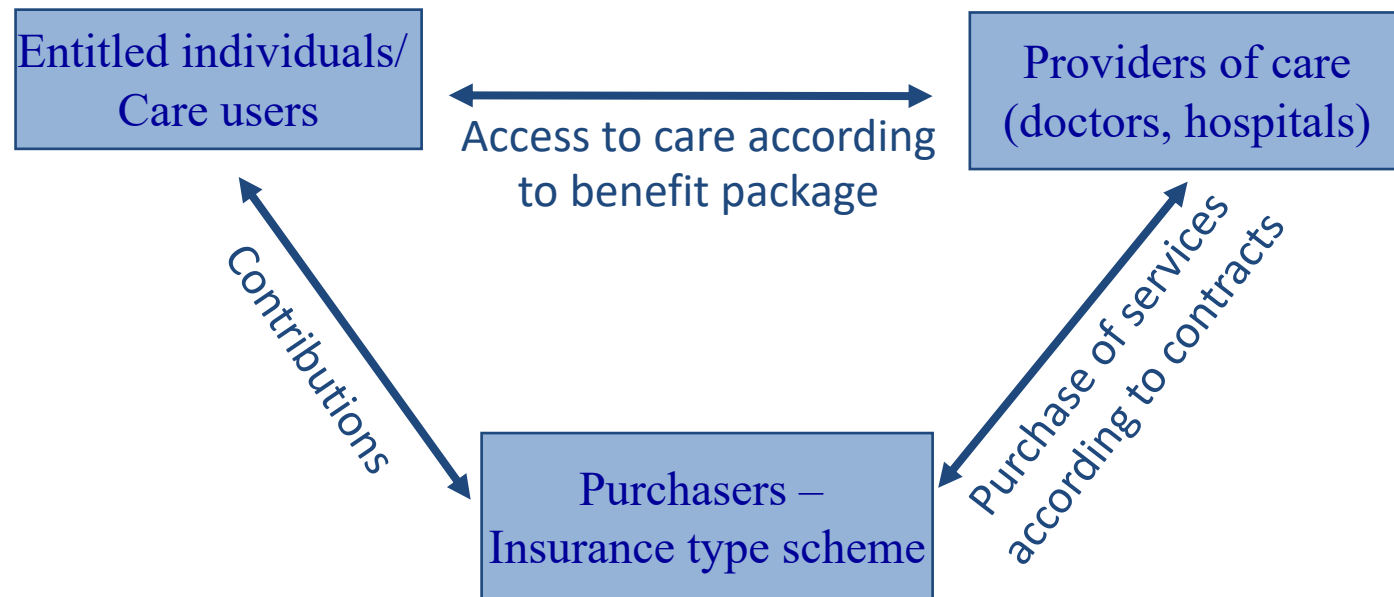 Entitled individuals/
Care users
Providers of care
(doctors, hospitals)
Access to care according
to benefit package
Contributions
Purchase of services
according to contracts
Purchasers –
Insurance type scheme